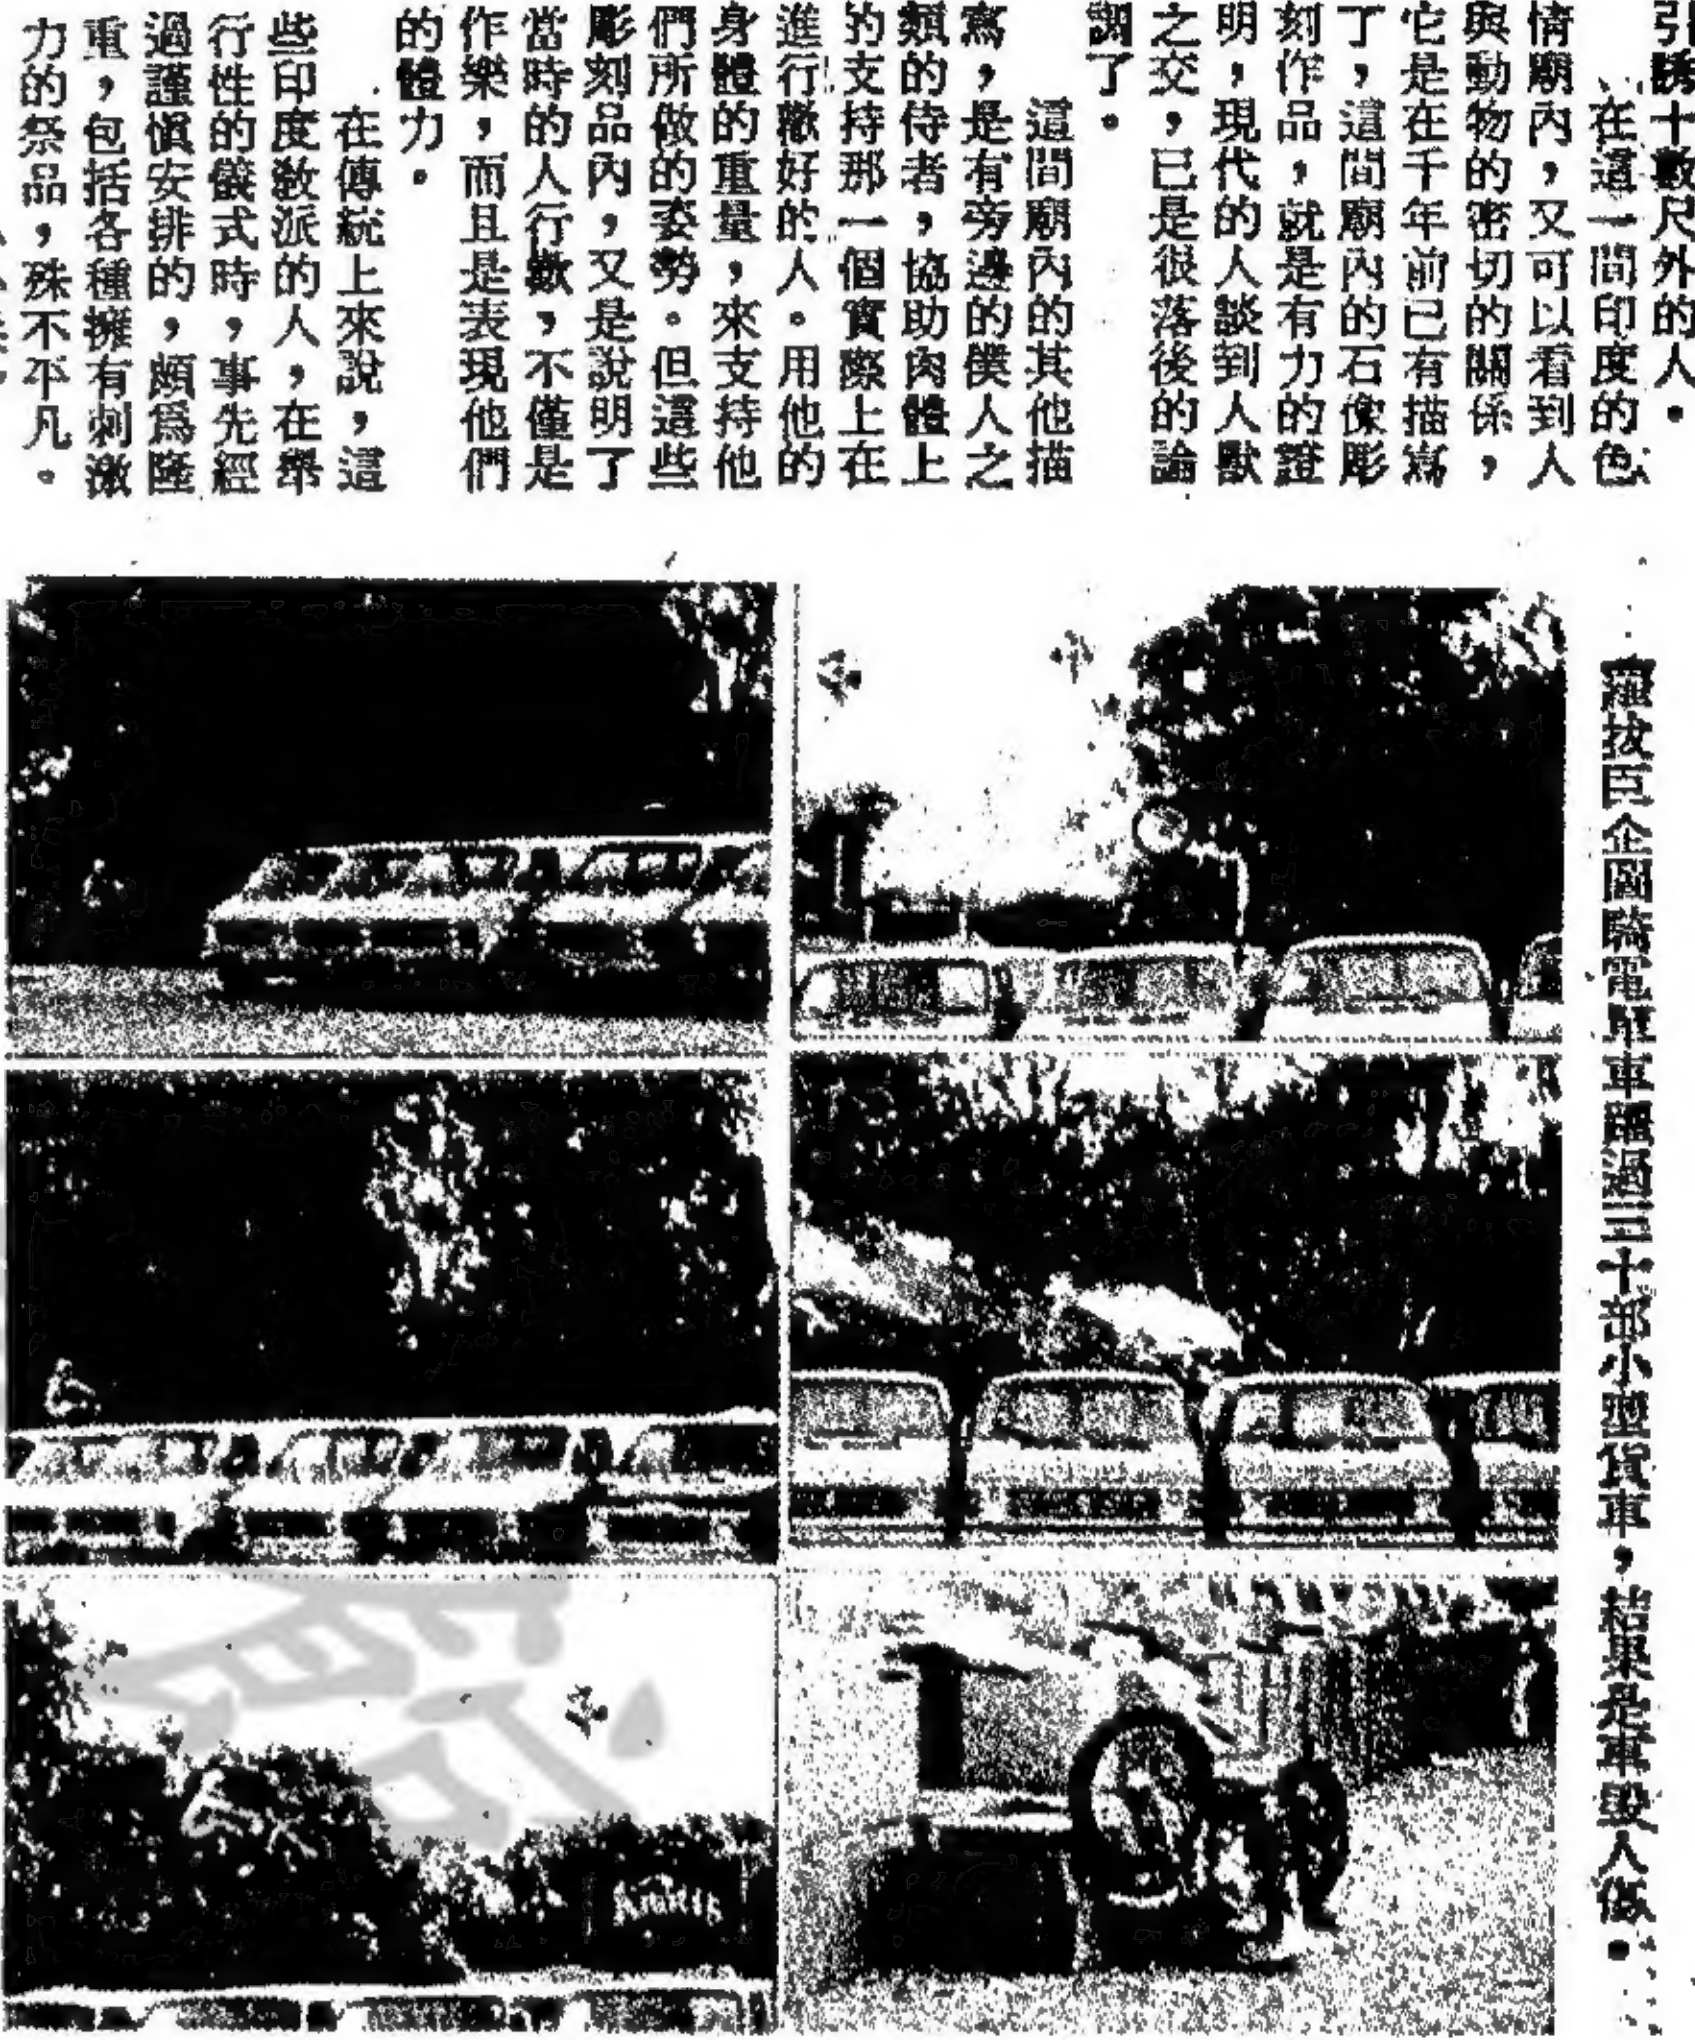 引誘十數尺外的人。
在這一間印度的色
情廟內，又可以看到人
與動物的密切的關係，
它是在千年前已有描寫
了，這間廟內的石像彫
刻作品，就是有力的證
明，現代的人談到人獸
之交，已是很落後的論
調了。
這間廟內的其他描
寫，是有旁邊的僕人之
類的侍者，協助肉體上
的支持那一個實際上在
進行歡好的人。用他的
身體的重量，來支持他
們所做的姿勢。但這些
彫刻品內，又是說明了
當時的人行歡，不僅是
作樂，而且是表現他們
的體力。
在傳統上來說，這
些印度教派的人，在舉
行性的儀式時，事先經
過謹慎安排的，頗為隆
重，包括各種擁有刺激
力的祭品，殊不平凡。
羅拔臣企圖騎電單車飛過三十部小型貨車，結果是車毀人傷。